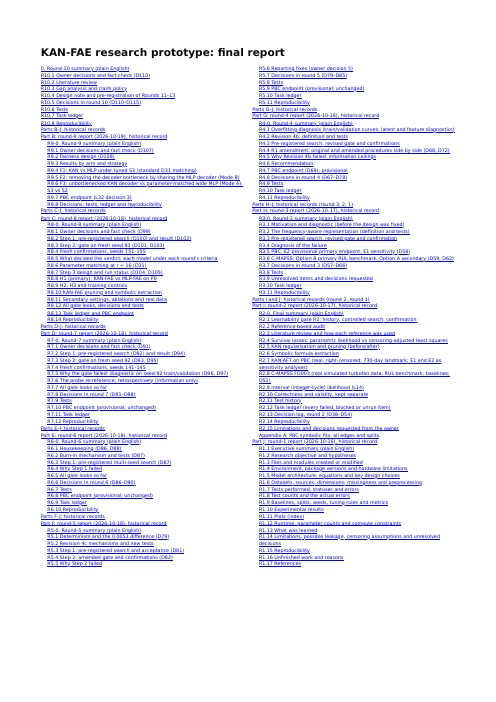 KAN-FAE research prototype: final report
0. Round-10 summary (plain English)
R10.1 Owner decisions and fact check (D110)
R10.2 Literature review
R10.3 Gap analysis and claim policy
R10.4 Design note and preregistration of Rounds 11–13
R10.5 Decisions in round 10 (D110–D115)
R10.6 Tests
R10.7 Task ledger
R10.8 Reproducibility
Parts B–J: historical records
Part B: round-9 report (2026-10-19), historical record
R9-0. Round-9 summary (plain English)
R9.1 Owner decisions and fact check (D107)
R9.2 Fairness design (D108)
R9.3 Results by arm and strategy
R9.4 F1: KAN vs MLP under tuned S3 (standard D31 matching)
R9.5 F2: removing the decoder bottleneck by sharing the MLP decoder (Mode B)
R9.6 F3: unbottlenecked KAN decoder vs parameter-matched wide MLP (Mode A);
S3 vs S2
R9.7 PBC endpoint (L32 decision 3)
R9.8 Decisions, tests, ledger and reproducibility
Parts C–J: historical records
Part C: round-8 report (2026-10-19), historical record
R8-0. Round-8 summary (plain English)
R8.1 Owner decisions and fact check (D99)
R8.2 Step 1: pre-registered search (D100) and result (D102)
R8.3 Step 2: gate on fresh seed 93 (D101, D103)
R8.4 Fresh confirmations, seeds 151–155
R8.5 What decided the verdict: each model under each round's criteria
R8.6 Parameter matching at r = 16 (D31)
R8.7 Step 3 design and run status (D104, D105)
R8.8 H1 (primary): KAN-FAE vs MLP-FAE on PD
R8.9 H2, H3 and training controls
R8.10 KAN-FAE pruning and symbolic extraction
R8.11 Secondary settings, ablations and real data
R8.12 All gate looks, decisions and tests
R8.13 Task ledger and PBC endpoint
R8.14 Reproducibility
Parts D–J: historical records
Part D: round-7 report (2026-10-19), historical record
R7-0. Round-7 summary (plain English)
R7.1 Owner decisions and fact check (D91)
R7.2 Step 1: pre-registered search (D92) and result (D94)
R7.3 Step 2: gate on fresh seed 92 (D93, D95)
R7.4 Fresh confirmations, seeds 141–145
R7.5 Why the gate failed: diagnostic on seed-92 train/validation (D96, D97)
R7.6 The probe re-reference, retrospectively (information only)
R7.7 All gate looks so far
R7.8 Decisions in round 7 (D91–D98)
R7.9 Tests
R7.10 PBC endpoint (provisional; unchanged)
R7.11 Task ledger
R7.12 Reproducibility
Parts E–J: historical records
Part E: round-6 report (2026-10-18), historical record
R6-0. Round-6 summary (plain English)
R6.1 Housekeeping (D86, D88)
R6.2 Burn-in mechanism and tests (D87)
R6.3 Step 1: pre-registered multi-seed search (D87)
R6.4 Why Step 1 failed
R6.5 All gate looks so far
R6.6 Decisions in round 6 (D86–D90)
R6.7 Tests
R6.8 PBC endpoint (provisional; unchanged)
R6.9 Task ledger
R6.10 Reproducibility
Parts F–J: historical records
Part F: round-5 report (2026-10-18), historical record
R5-0. Round-5 summary (plain English)
R5.1 Determinism and the 0.0053 difference (D79)
R5.2 Revision 4c: mechanisms and new tests
R5.3 Step 1: pre-registered search and acceptance (D81)
R5.4 Step 2: amended gate and confirmations (D82)
R5.5 Why Step 2 failed
R5.6 Reporting fixes (owner decision 5)
R5.7 Decisions in round 5 (D79–D85)
R5.8 Tests
R5.9 PBC endpoint (provisional; unchanged)
R5.10 Task ledger
R5.11 Reproducibility
Parts G–J: historical records
Part G: round-4 report (2026-10-18), historical record
R4-0. Round-4 summary (plain English)
R4.1 Overfitting diagnosis (train/validation curves; latent and feature diagnostics)
R4.2 Revision 4b: definition and tests
R4.3 Pre-registered search, revised gate and confirmations
R4.4 R1 amendment: original and amended procedures side by side (D68, D72)
R4.5 Why Revision 4b failed: information ceilings
R4.6 Recommendation
R4.7 PBC endpoint (D69): provisional
R4.8 Decisions in round 4 (D67–D78)
R4.9 Tests
R4.10 Task ledger
R4.11 Reproducibility
Parts H–J: historical records (round 3, 2, 1)
Part H: round-3 report (2026-10-17), historical record
R3-0. Round-3 summary (plain English)
R3.1 Motivation and diagnosis (before the design was fixed)
R3.2 The frequency-aware representation (definition and tests)
R3.3 Pre-registered search, revised gate and confirmation
R3.4 Diagnosis of the failure
R3.5 PBC: E2 provisional primary endpoint, E1 sensitivity (D58)
R3.6 C-MAPSS: Option B primary RUL benchmark, Option A secondary (D59, D62)
R3.7 Decisions in round 3 (D57–D66)
R3.8 Tests
R3.9 Unresolved items and decisions requested
R3.10 Task ledger
R3.11 Reproducibility
Parts I and J: historical records (round 2, round 1)
Part I: round-2 report (2026-10-17), historical record
R2-0. Final summary (plain English)
R2.1 Learnability gate R2: history, controlled search, confirmation
R2.2 Reference-based audit
R2.3 Literature review and how each reference was used
R2.4 Survival losses: parametric likelihood vs censoring-adjusted least squares
R2.5 KAN regularisation and pruning (before/after)
R2.6 Symbolic formula extraction
R2.7 KAN-AFT on PBC (real, right-censored; 730-day landmark; E1 and E2 as
sensitivity analyses)
R2.8 C-MAPSS FD001 (real simulated turbofan data; RUL benchmark; baselines;
D51)
R2.9 Interval (integer-cycle) likelihood (L14)
R2.10 Correctness and validity, kept separate
R2.11 Test history
R2.12 Task ledger (every failed, blocked or unrun item)
R2.13 Decision log, round 2 (D38–D54)
R2.14 Reproducibility
R2.15 Limitations and decisions requested from the owner
Appendix A: PBC symbolic fits, all edges and splits
Part J: round-1 report (2026-10-16), historical record
R1.1 Executive summary (plain English)
R1.2 Research objective and hypotheses
R1.3 Files and modules created or modified
R1.4 Environment, package versions and hardware limitations
R1.5 Model architecture, equations and key design choices
R1.6 Datasets, sources, dimensions, missingness and preprocessing
R1.7 Tests performed, statuses and errors
R1.8 Test counts and the actual errors
R1.9 Baselines, splits, seeds, tuning rules and metrics
R1.10 Experimental results
R1.11 Plots (index)
R1.12 Runtime, parameter counts and compute constraints
R1.13 What was learned
R1.14 Limitations, possible leakage, censoring assumptions and unresolved
decisions
R1.15 Reproducibility
R1.16 Unfinished work and reasons
R1.17 References